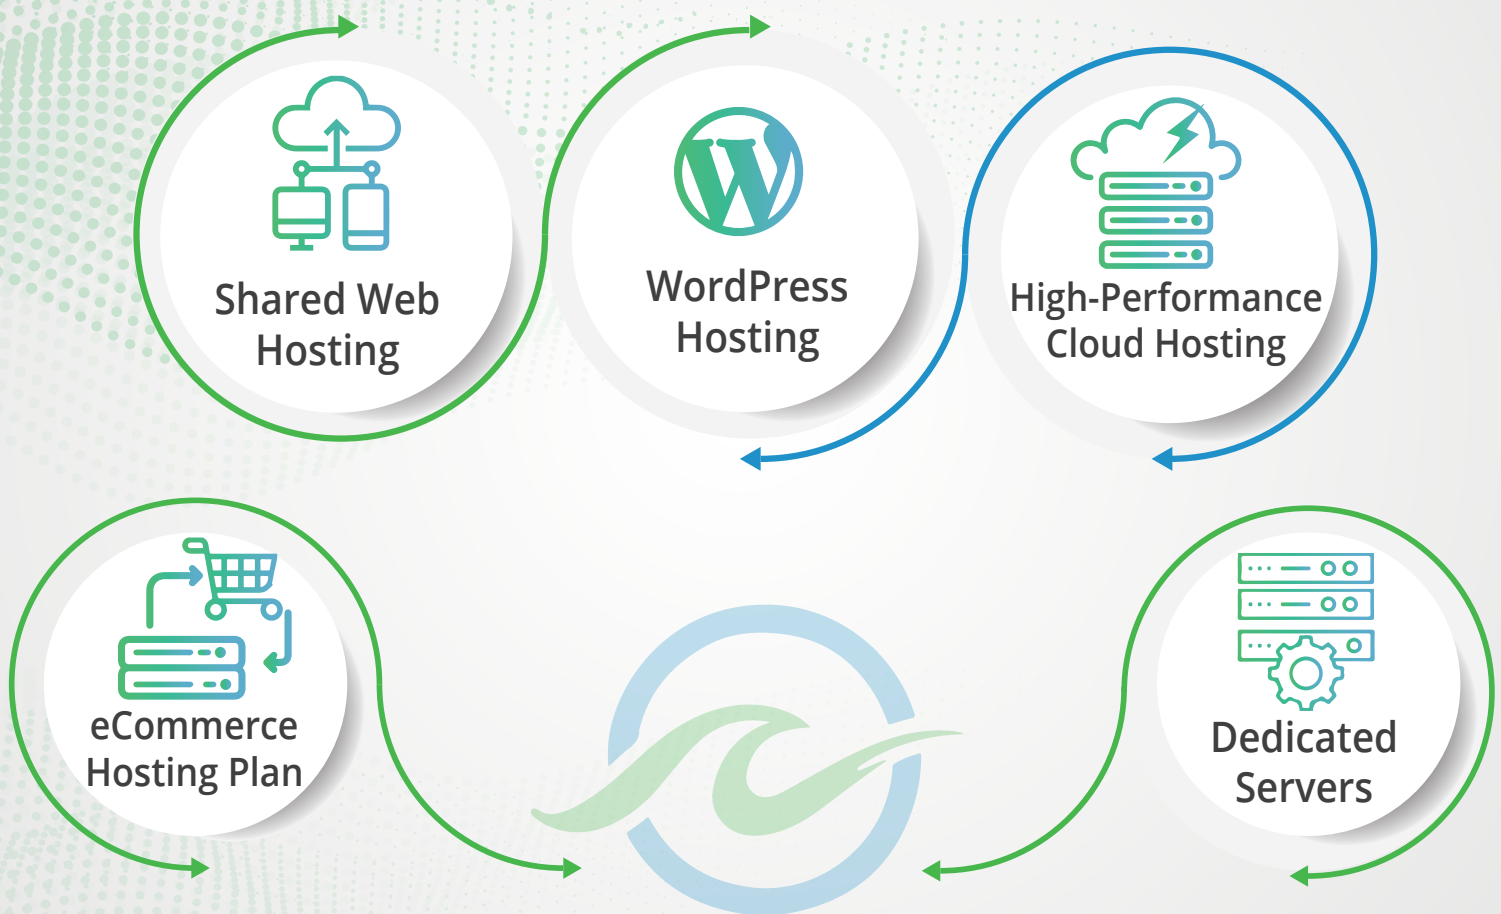 Shared Web
Hosting
WordPress
Hosting
High-Performance
Cloud Hosting
eCommerce
Hosting Plan
Dedicated
Servers